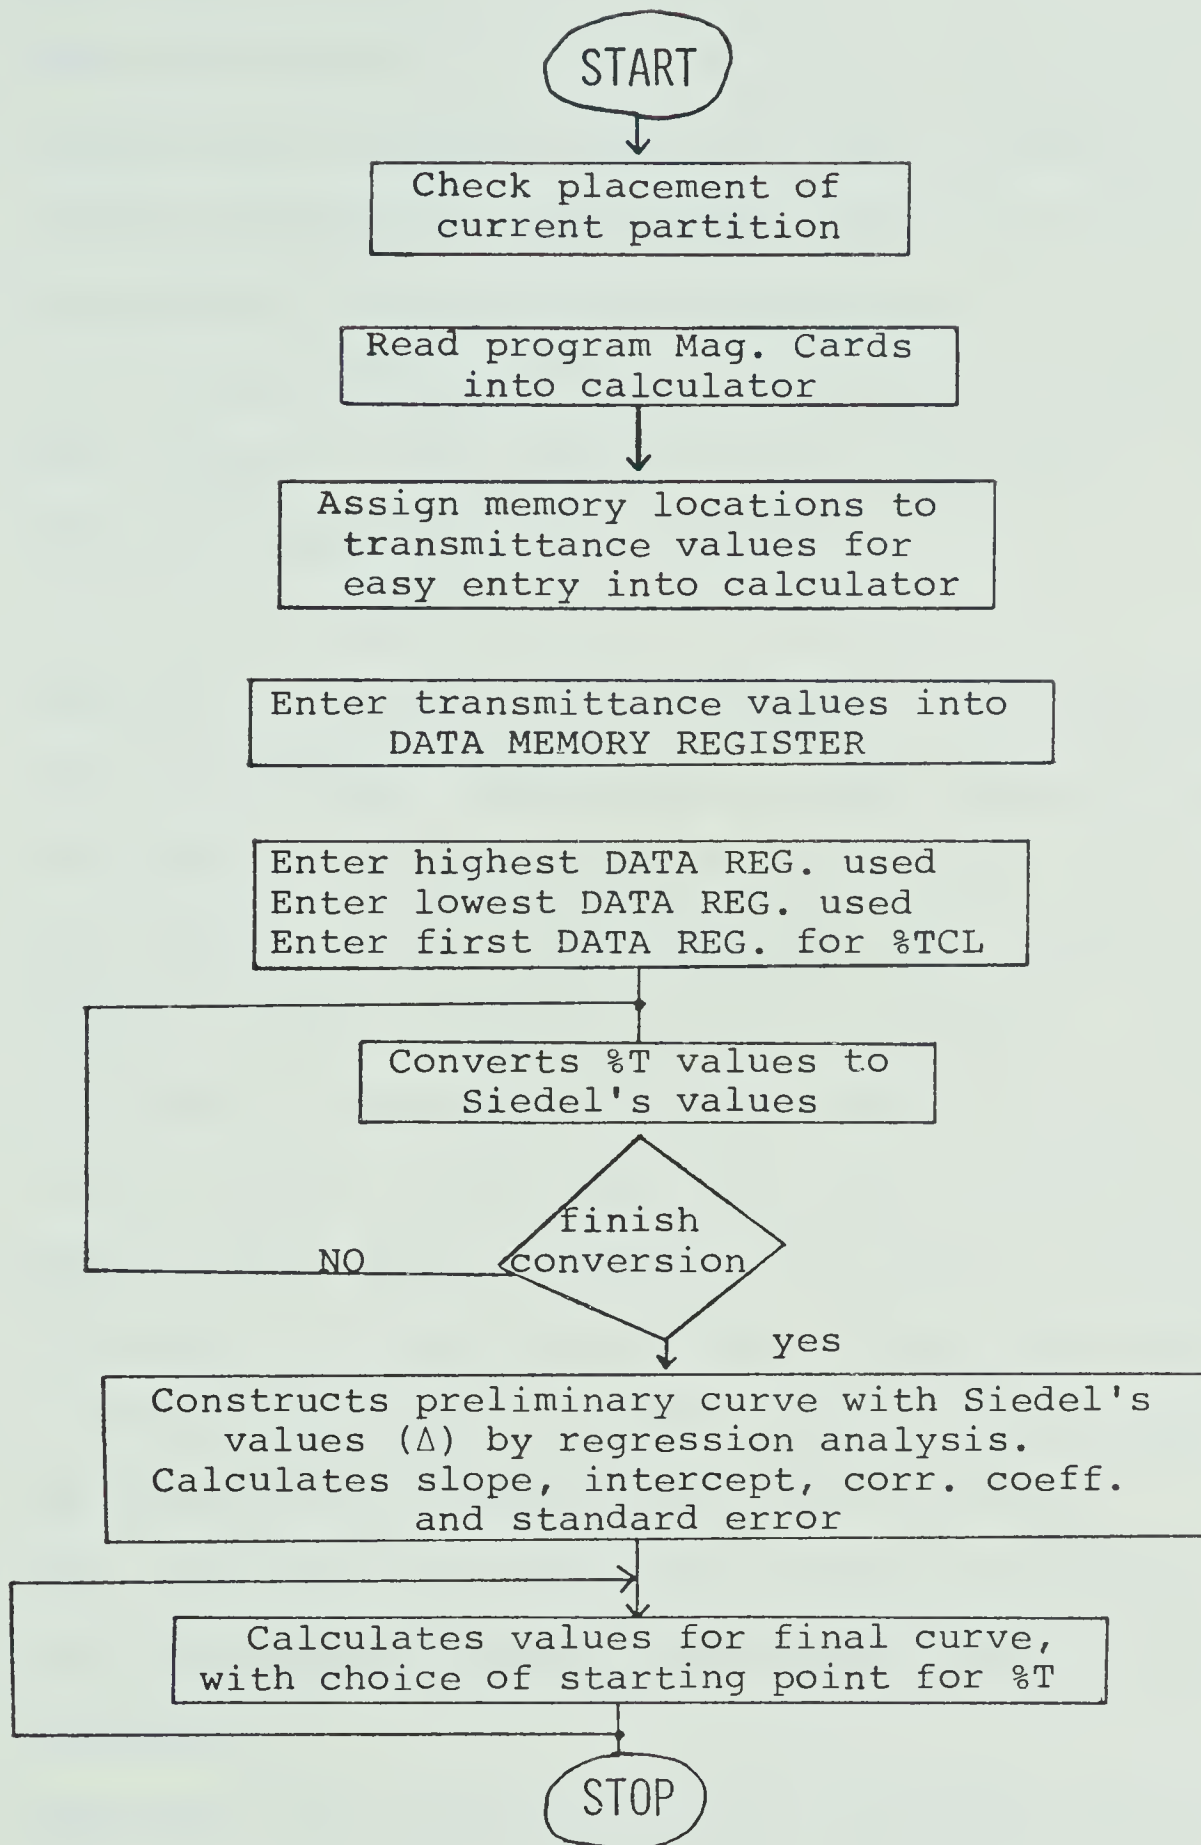 START
Check placement of
current partition
Read program Mag. Cards
into calculator
Assign memory locations to
transmittance values for
easy entry into calculator
Enter transmittance values into
DATA MEMORY REGISTER
Enter highest DATA REG. used
Enter lowest DATA REG. used
Enter first DATA REG. for %TCL
Converts %T values to
Siedel's values
finish
conversion
NO
yes
Constructs preliminary curve with Siedel's
values (Δ) by regression analysis.
Calculates slope, intercept, corr. coeff.
and standard error
Calculates values for final curve,
with choice of starting point for %T
STOP